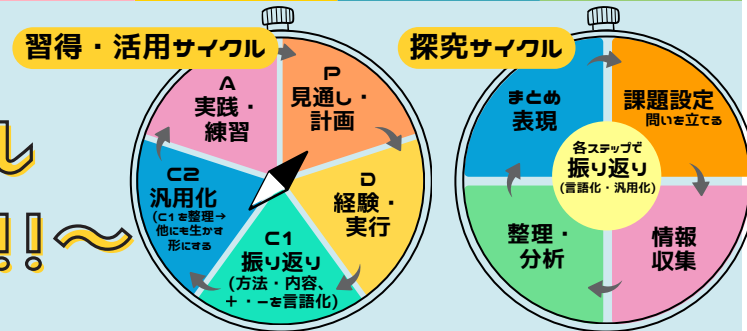 習得・活用サイクル
探究サイクル
ル
!!〜
P
見通し・
計画
D
経験・
実行
C1
振り返り
(方法・内容、
+・−を言語化)
C2
汎用化
(C1を整理→
他にも生かす
形にする
A
実践・
練習
課題設定
問いを立てる
情報
収集
整理・
分析
まとめ
表現
各ステップで
振り返り
(言語化・汎用化)